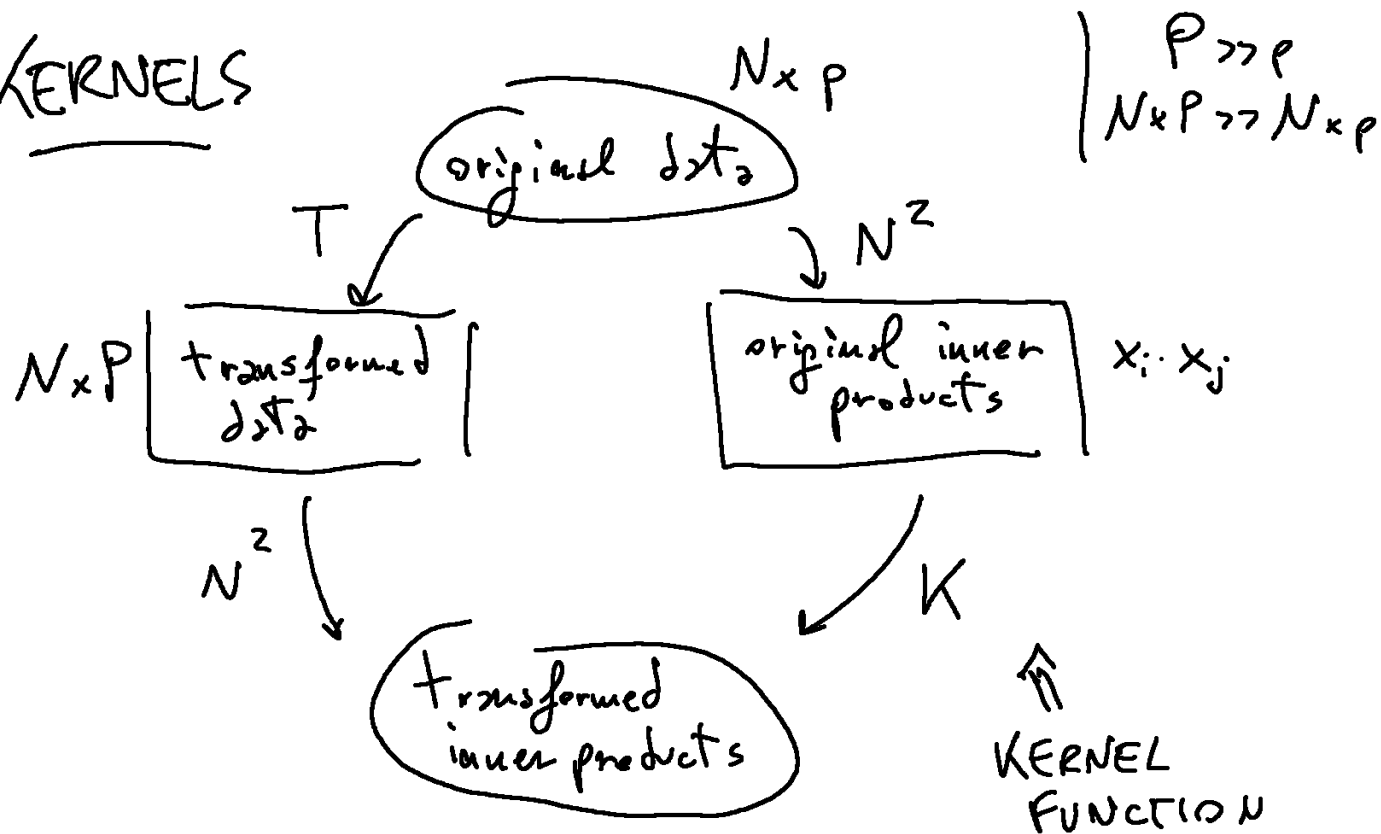 KERNELS
N x p
P >> p
N x P >> N x p
original data
T
N²
N x P
transformed
data
original inner
products
xᵢ · xⱼ
N²
K
transformed
inner products
KERNEL
FUNCTION